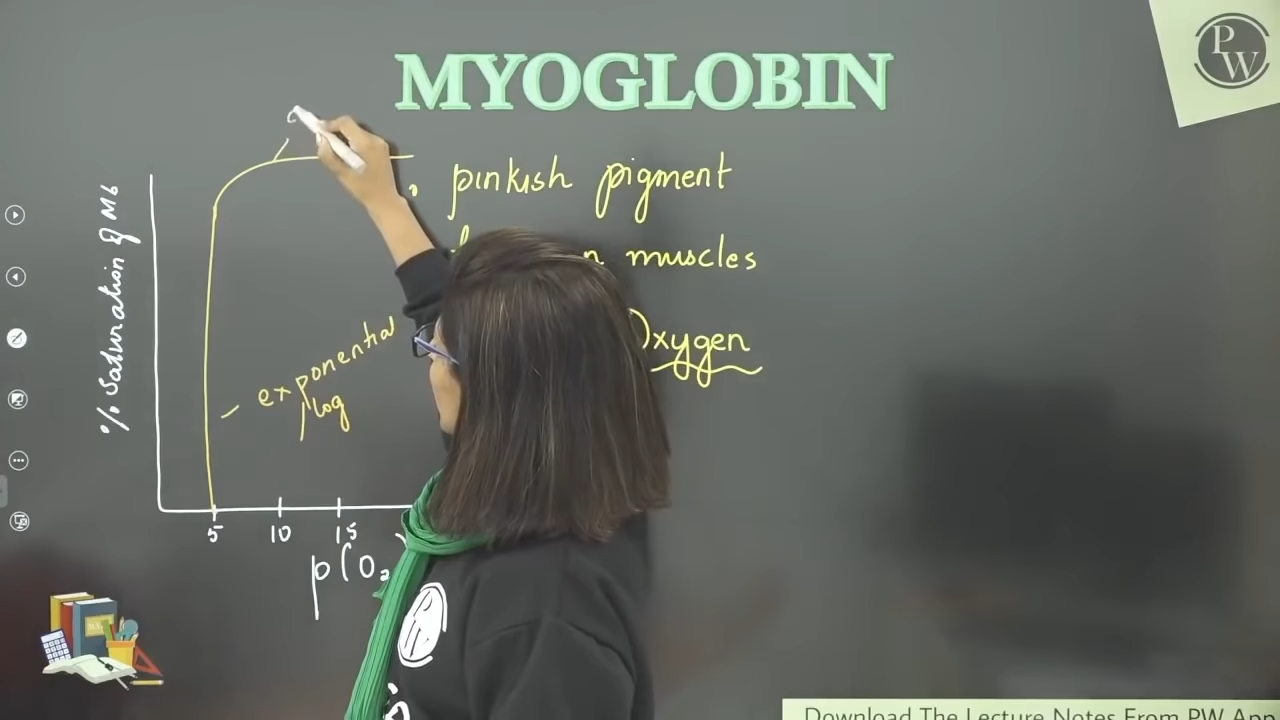 MYOGLOBIN
PW
% Saturation of Mb
pinkish pigment
muscles
Oxygen
exponential
log
5 10 15
p(O₂
Download The Lecture Notes From PW App